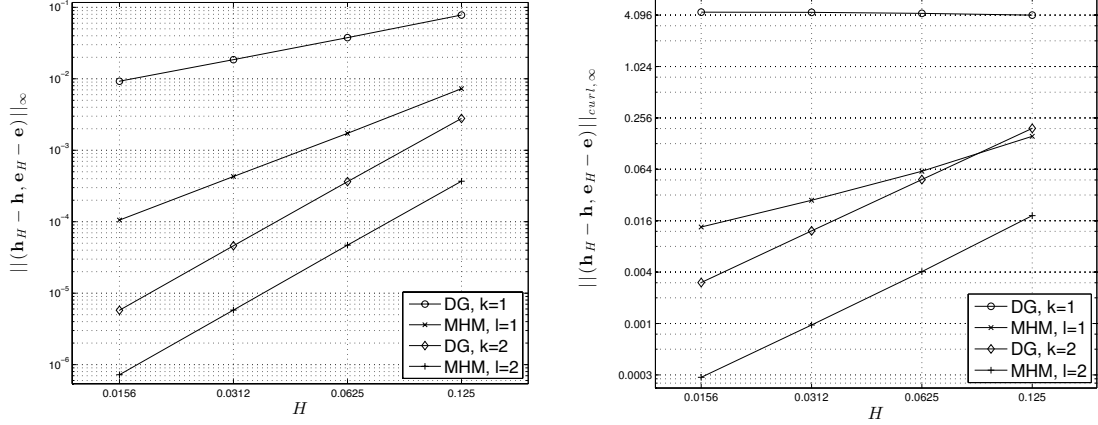 ||(𝐡_H − 𝐡, 𝐞_H − 𝐞)||_∞
10^{-1}
10^{-2}
10^{-3}
10^{-4}
10^{-5}
10^{-6}
0.0156
0.0312
0.0625
0.125
H
DG, k=1
MHM, l=1
DG, k=2
MHM, l=2
||(𝐡_H − 𝐡, 𝐞_H − 𝐞)||_{curl,∞}
4.096
1.024
0.256
0.064
0.016
0.004
0.001
0.0003
0.0156
0.0312
0.0625
0.125
H
DG, k=1
MHM, l=1
DG, k=2
MHM, l=2